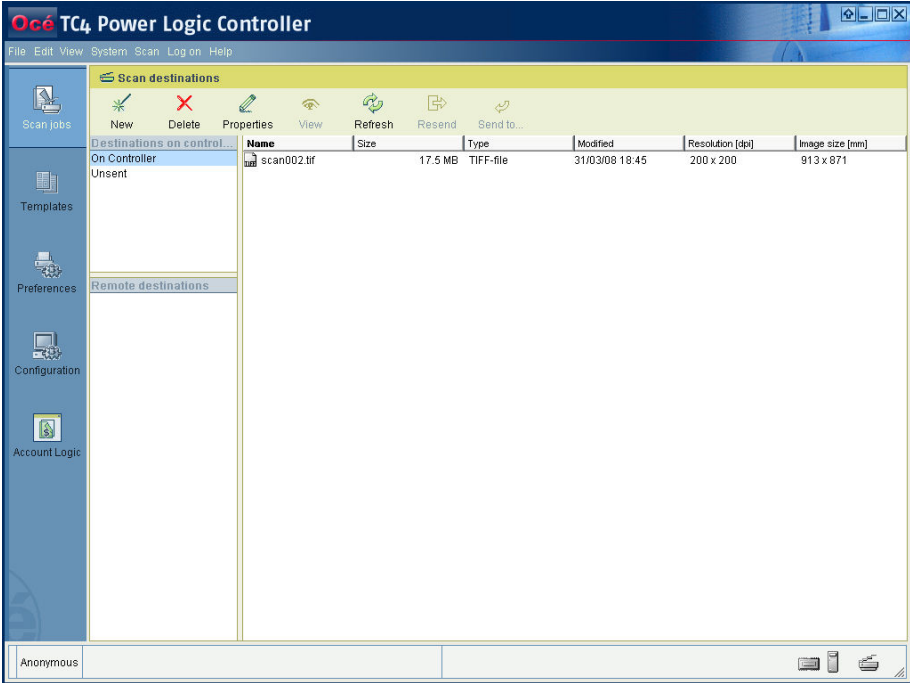 Océ TC4 Power Logic Controller
File Edit View System Scan Log on Help
Scan destinations
New Delete Properties View Refresh Resend Send to...
Scan jobs
Templates
Preferences
Configuration
Account Logic
Destinations on control...
On Controller
Unsent
Remote destinations
Name Size Type Modified Resolution [dpi] Image size [mm]
TIFF scan002.tif 17.5 MB TIFF-file 31/03/08 18:45 200 x 200 913 x 871
Anonymous